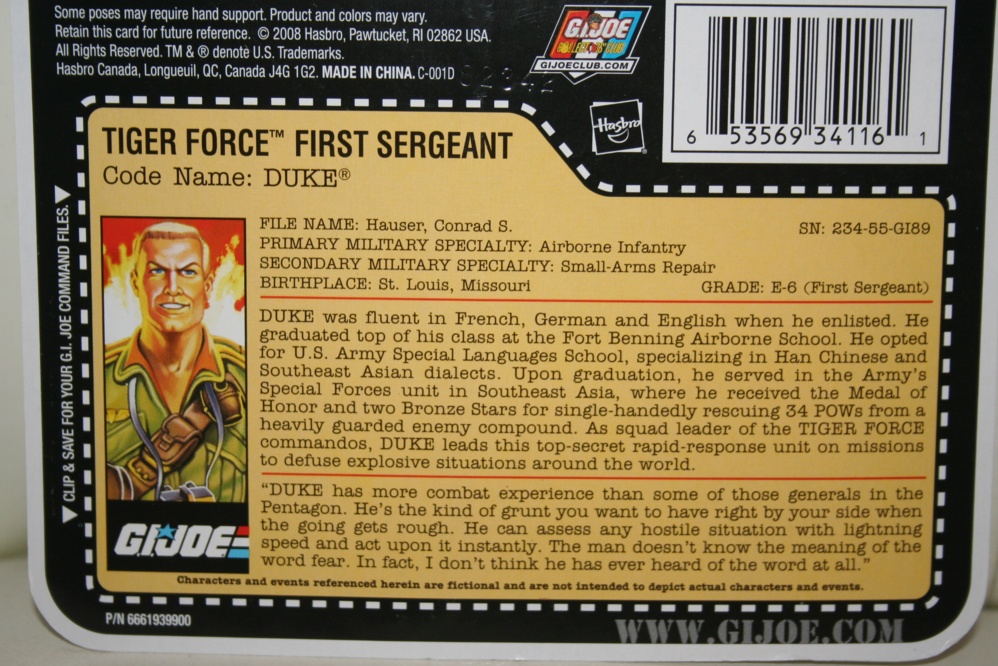 Some poses may require hand support. Product and colors may vary.
Retain this card for future reference. © 2008 Hasbro, Pawtucket, RI 02862 USA.
All Rights Reserved. TM & ® denote U.S. Trademarks.
Hasbro Canada, Longueuil, QC, Canada J4G 1G2. MADE IN CHINA. C-001D
G.I. JOE
COLLECTORS' CLUB
GIJOECLUB.COM
Hasbro
6 53569 34116 1
TIGER FORCE™ FIRST SERGEANT
Code Name: DUKE®
CLIP & SAVE FOR YOUR G.I. JOE COMMAND FILES.
FILE NAME: Hauser, Conrad S.
SN: 234-55-GI89
PRIMARY MILITARY SPECIALTY: Airborne Infantry
SECONDARY MILITARY SPECIALTY: Small-Arms Repair
BIRTHPLACE: St. Louis, Missouri
GRADE: E-6 (First Sergeant)
DUKE was fluent in French, German and English when he enlisted. He
graduated top of his class at the Fort Benning Airborne School. He opted
for U.S. Army Special Languages School, specializing in Han Chinese and
Southeast Asian dialects. Upon graduation, he served in the Army's
Special Forces unit in Southeast Asia, where he received the Medal of
Honor and two Bronze Stars for single-handedly rescuing 34 POWs from a
heavily guarded enemy compound. As squad leader of the TIGER FORCE
commandos, DUKE leads this top-secret rapid-response unit on missions
to defuse explosive situations around the world.
"DUKE has more combat experience than some of those generals in the
Pentagon. He's the kind of grunt you want to have right by your side when
the going gets rough. He can assess any hostile situation with lightning
speed and act upon it instantly. The man doesn't know the meaning of the
word fear. In fact, I don't think he has ever heard of the word at all."
G.I. JOE
Characters and events referenced herein are fictional and are not intended to depict actual characters and events.
P/N 6661939900
WWW.GIJOE.COM